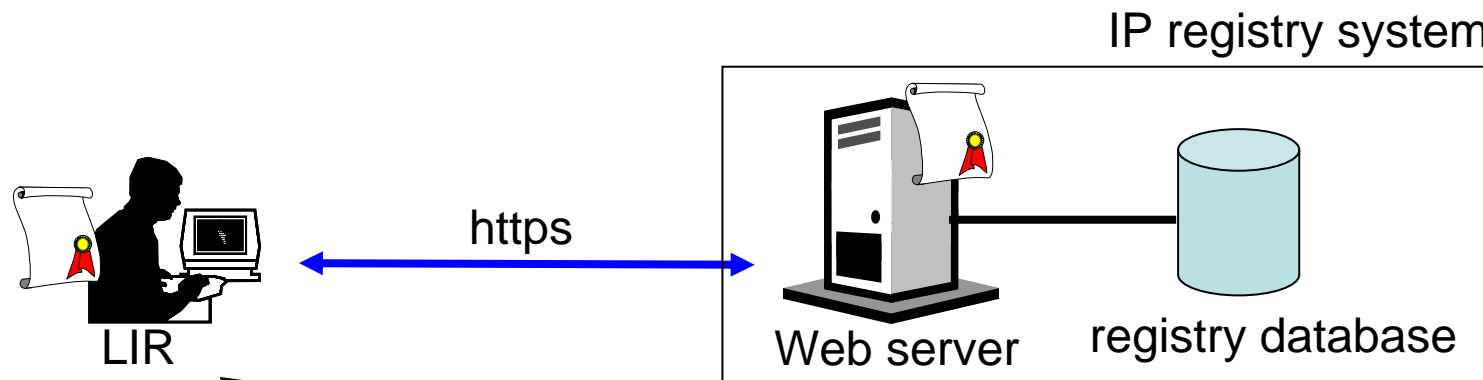 IP registry system
https
LIR
Web server
registry database